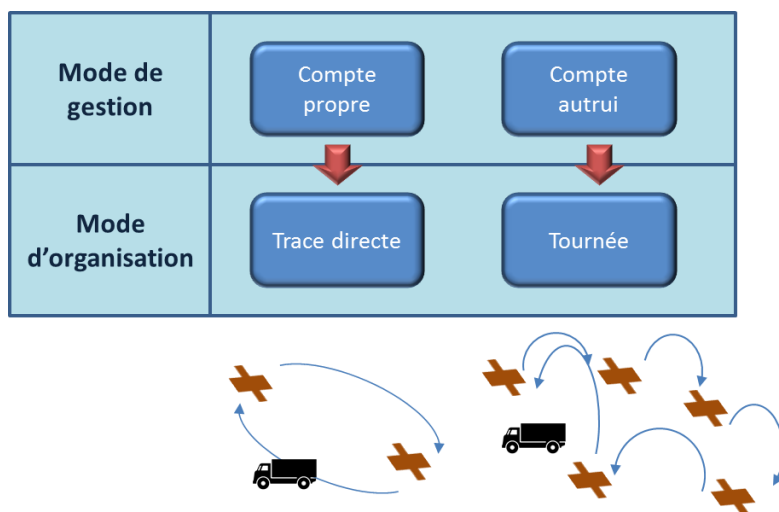 Mode de
gestion
Compte
propre
Compte
autrui
Mode
d'organisation
Trace directe
Tournée